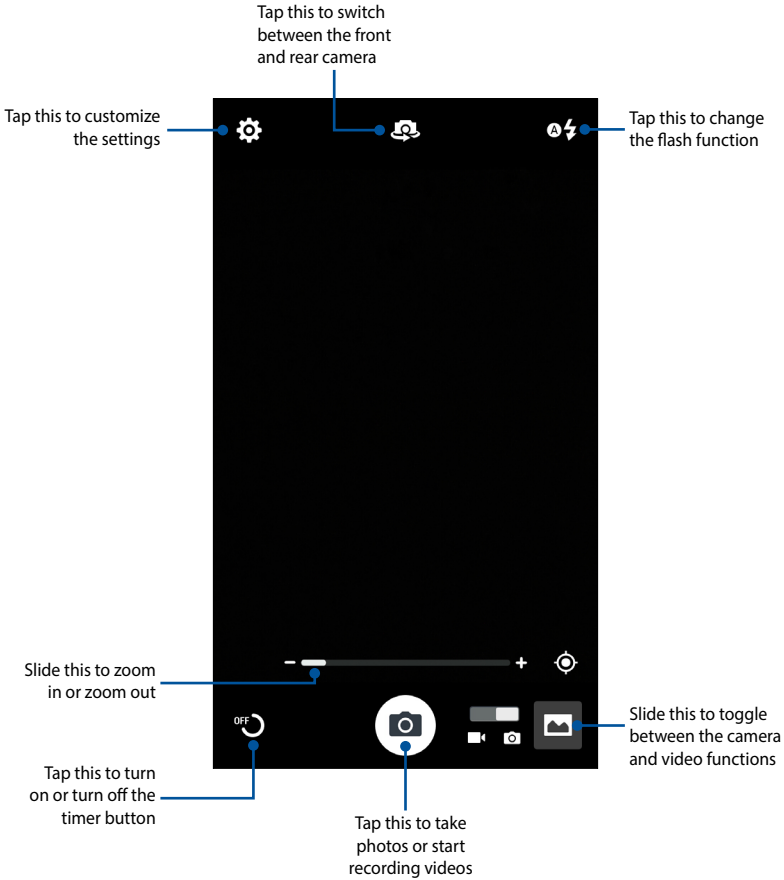 Tap this to switch
between the front
and rear camera
Tap this to customize
the settings
Tap this to change
the flash function
A
Slide this to zoom
in or zoom out
OFF
Slide this to toggle
between the camera
and video functions
Tap this to turn
on or turn off the
timer button
Tap this to take
photos or start
recording videos